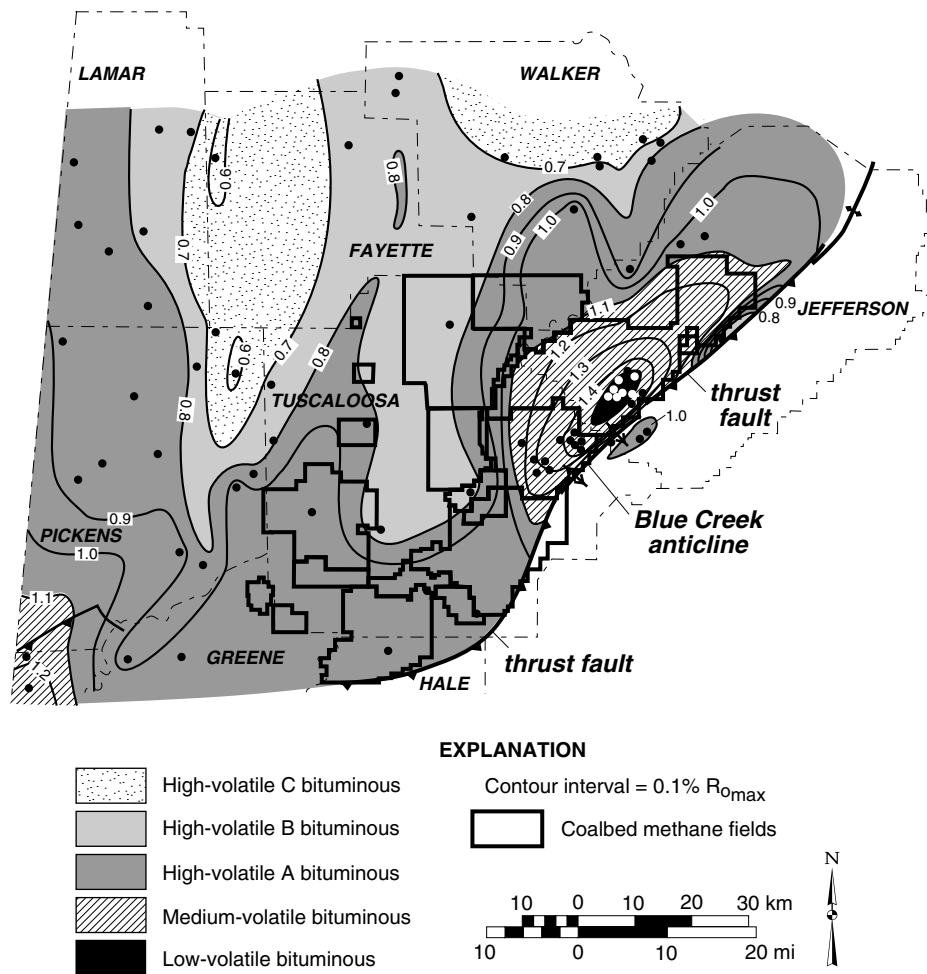 LAMAR
WALKER
0.6
0.7
0.8
0.8
0.9
1.0
1.0
0.7
FAYETTE
0.9
0.8
JEFFERSON
1.1
1.2
1.3
1.4
0.6
0.7
0.8
TUSCALOOSA
thrust
fault
0.8
1.0
Blue Creek
anticline
0.9
PICKENS
1.0
1.1
1.2
GREENE
thrust fault
HALE
EXPLANATION
High-volatile C bituminous
High-volatile B bituminous
High-volatile A bituminous
Medium-volatile bituminous
Low-volatile bituminous
Contour interval = 0.1% Romax
Coalbed methane fields
N
10 0 10 20 30 km
10 0 10 20 mi